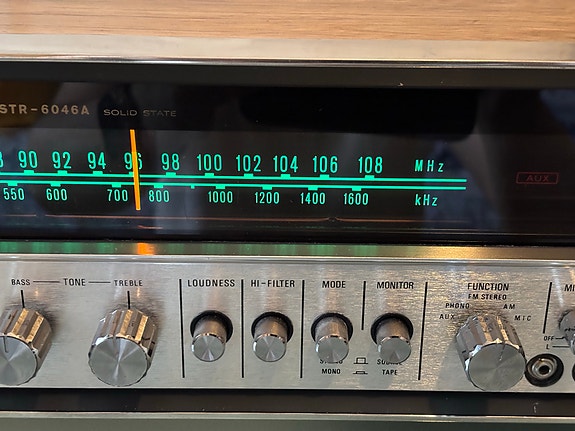 STR-6046A SOLID STATE
90 92 94 96 98 100 102 104 106 108 MHz
550 600 700 800 1000 1200 1400 1600 kHz
AUX
BASS TONE TREBLE
LOUDNESS
HI-FILTER
MODE
MONITOR
FUNCTION
FM STEREO
PHONO AM
AUX MIC
MONO
TAPE
OFF
L